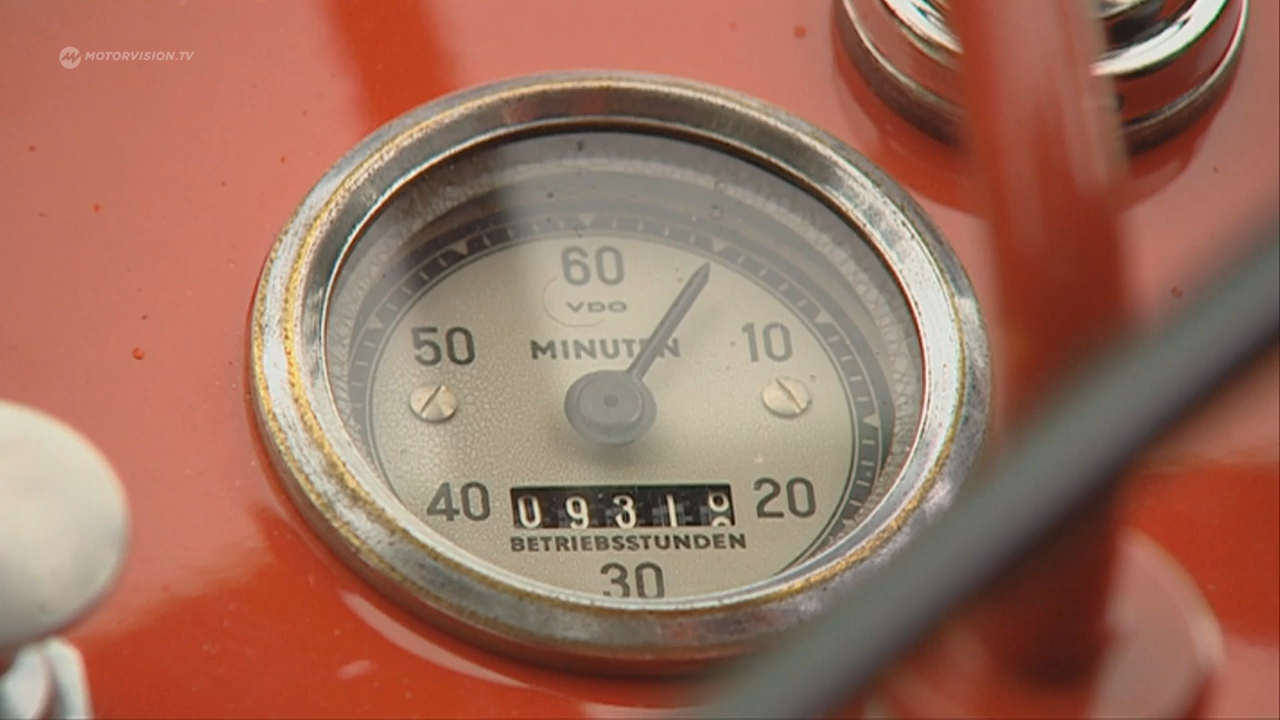 MOTORVISION.TV
60
VDO
50 MINUTEN 10
40 0931 20
BETRIEBSSTUNDEN
30